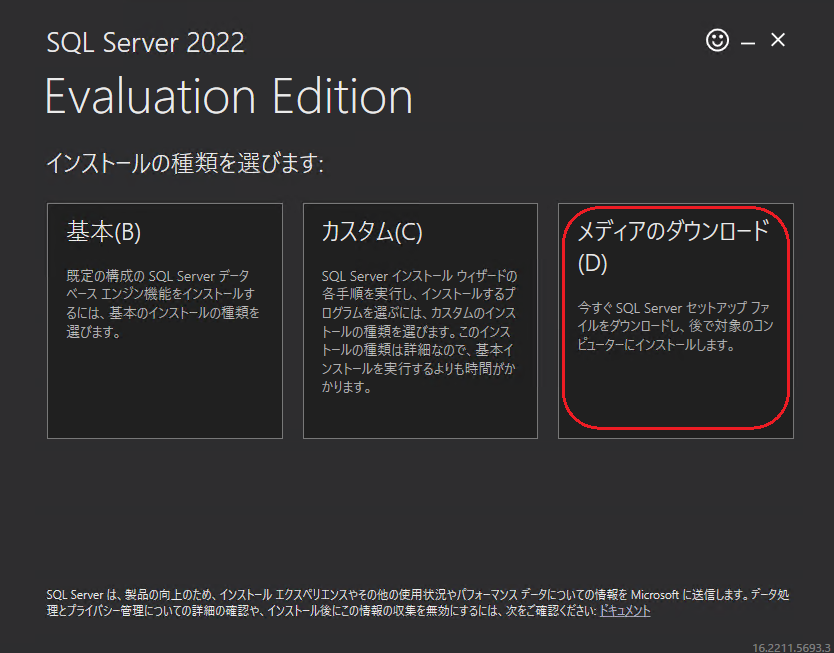 SQL Server 2022
Evaluation Edition
インストールの種類を選びます:
基本(B)
既定の構成の SQL Server データ
ベース エンジン機能をインストールす
るには、基本のインストールの種類を
選びます。
カスタム(C)
SQL Server インストール ウィザードの
各手順を実行し、インストールするプ
ログラムを選ぶには、カスタムのインス
トールの種類を選びます。このインス
トールの種類は詳細なので、基本イ
ンストールを実行するよりも時間がか
かります。
メディアのダウンロード
(D)
今すぐ SQL Server セットアップ ファ
イルをダウンロードし、後で対象のコン
ピューターにインストールします。
SQL Server は、製品の向上のため、インストール エクスペリエンスやその他の使用状況やパフォーマンス データについての情報を Microsoft に送信します。データ処
理とプライバシー管理についての詳細の確認や、インストール後にこの情報の収集を無効にするには、次をご確認ください: ドキュメント
16.2211.5693.3